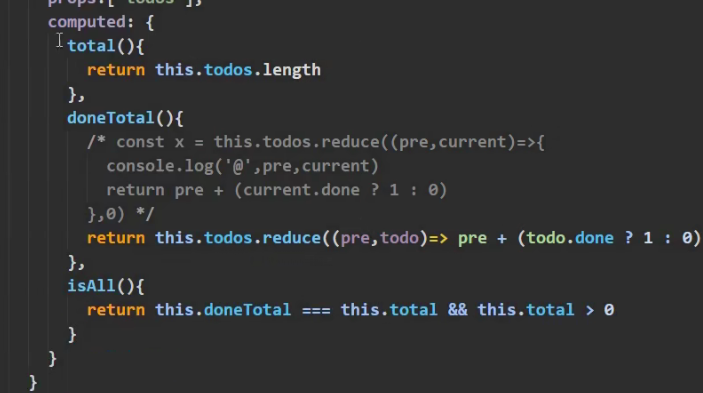 props:['todos'],
computed: {
total(){
return this.todos.length
},
doneTotal(){
/* const x = this.todos.reduce((pre,current)=>{
console.log('@',pre,current)
return pre + (current.done ? 1 : 0)
},0) */
return this.todos.reduce((pre,todo)=> pre + (todo.done ? 1 : 0)
},
isAll(){
return this.doneTotal === this.total && this.total > 0
}
}
}